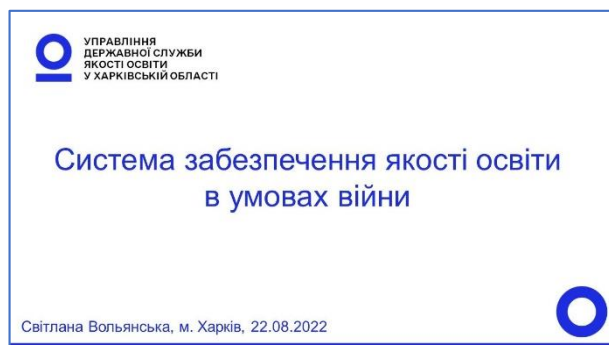 УПРАВЛІННЯ
ДЕРЖАВНОЇ СЛУЖБИ
ЯКОСТІ ОСВІТИ
У ХАРКІВСЬКІЙ ОБЛАСТІ
Система забезпечення якості освіти
в умовах війни
Світлана Вольянська, м. Харків, 22.08.2022